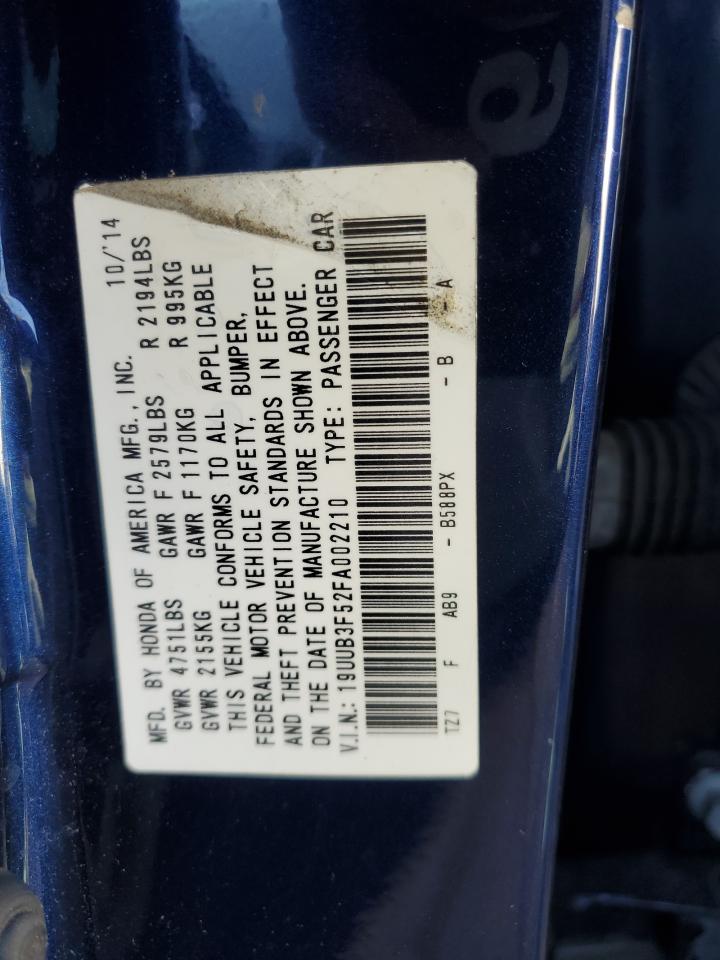 MFD. BY HONDA OF AMERICA MFG., INC. 10/'14
GVWR 4751LBS GAWR F 2579LBS R 2194LBS
GVWR 2155KG GAWR F 1170KG R 995KG
THIS VEHICLE CONFORMS TO ALL APPLICABLE
FEDERAL MOTOR VEHICLE SAFETY, BUMPER,
AND THEFT PREVENTION STANDARDS IN EFFECT
ON THE DATE OF MANUFACTURE SHOWN ABOVE.
V.I.N.: 19UUB3F52FA002210 TYPE: PASSENGER CAR
TZ7 F AB9 - B588PX - B - A